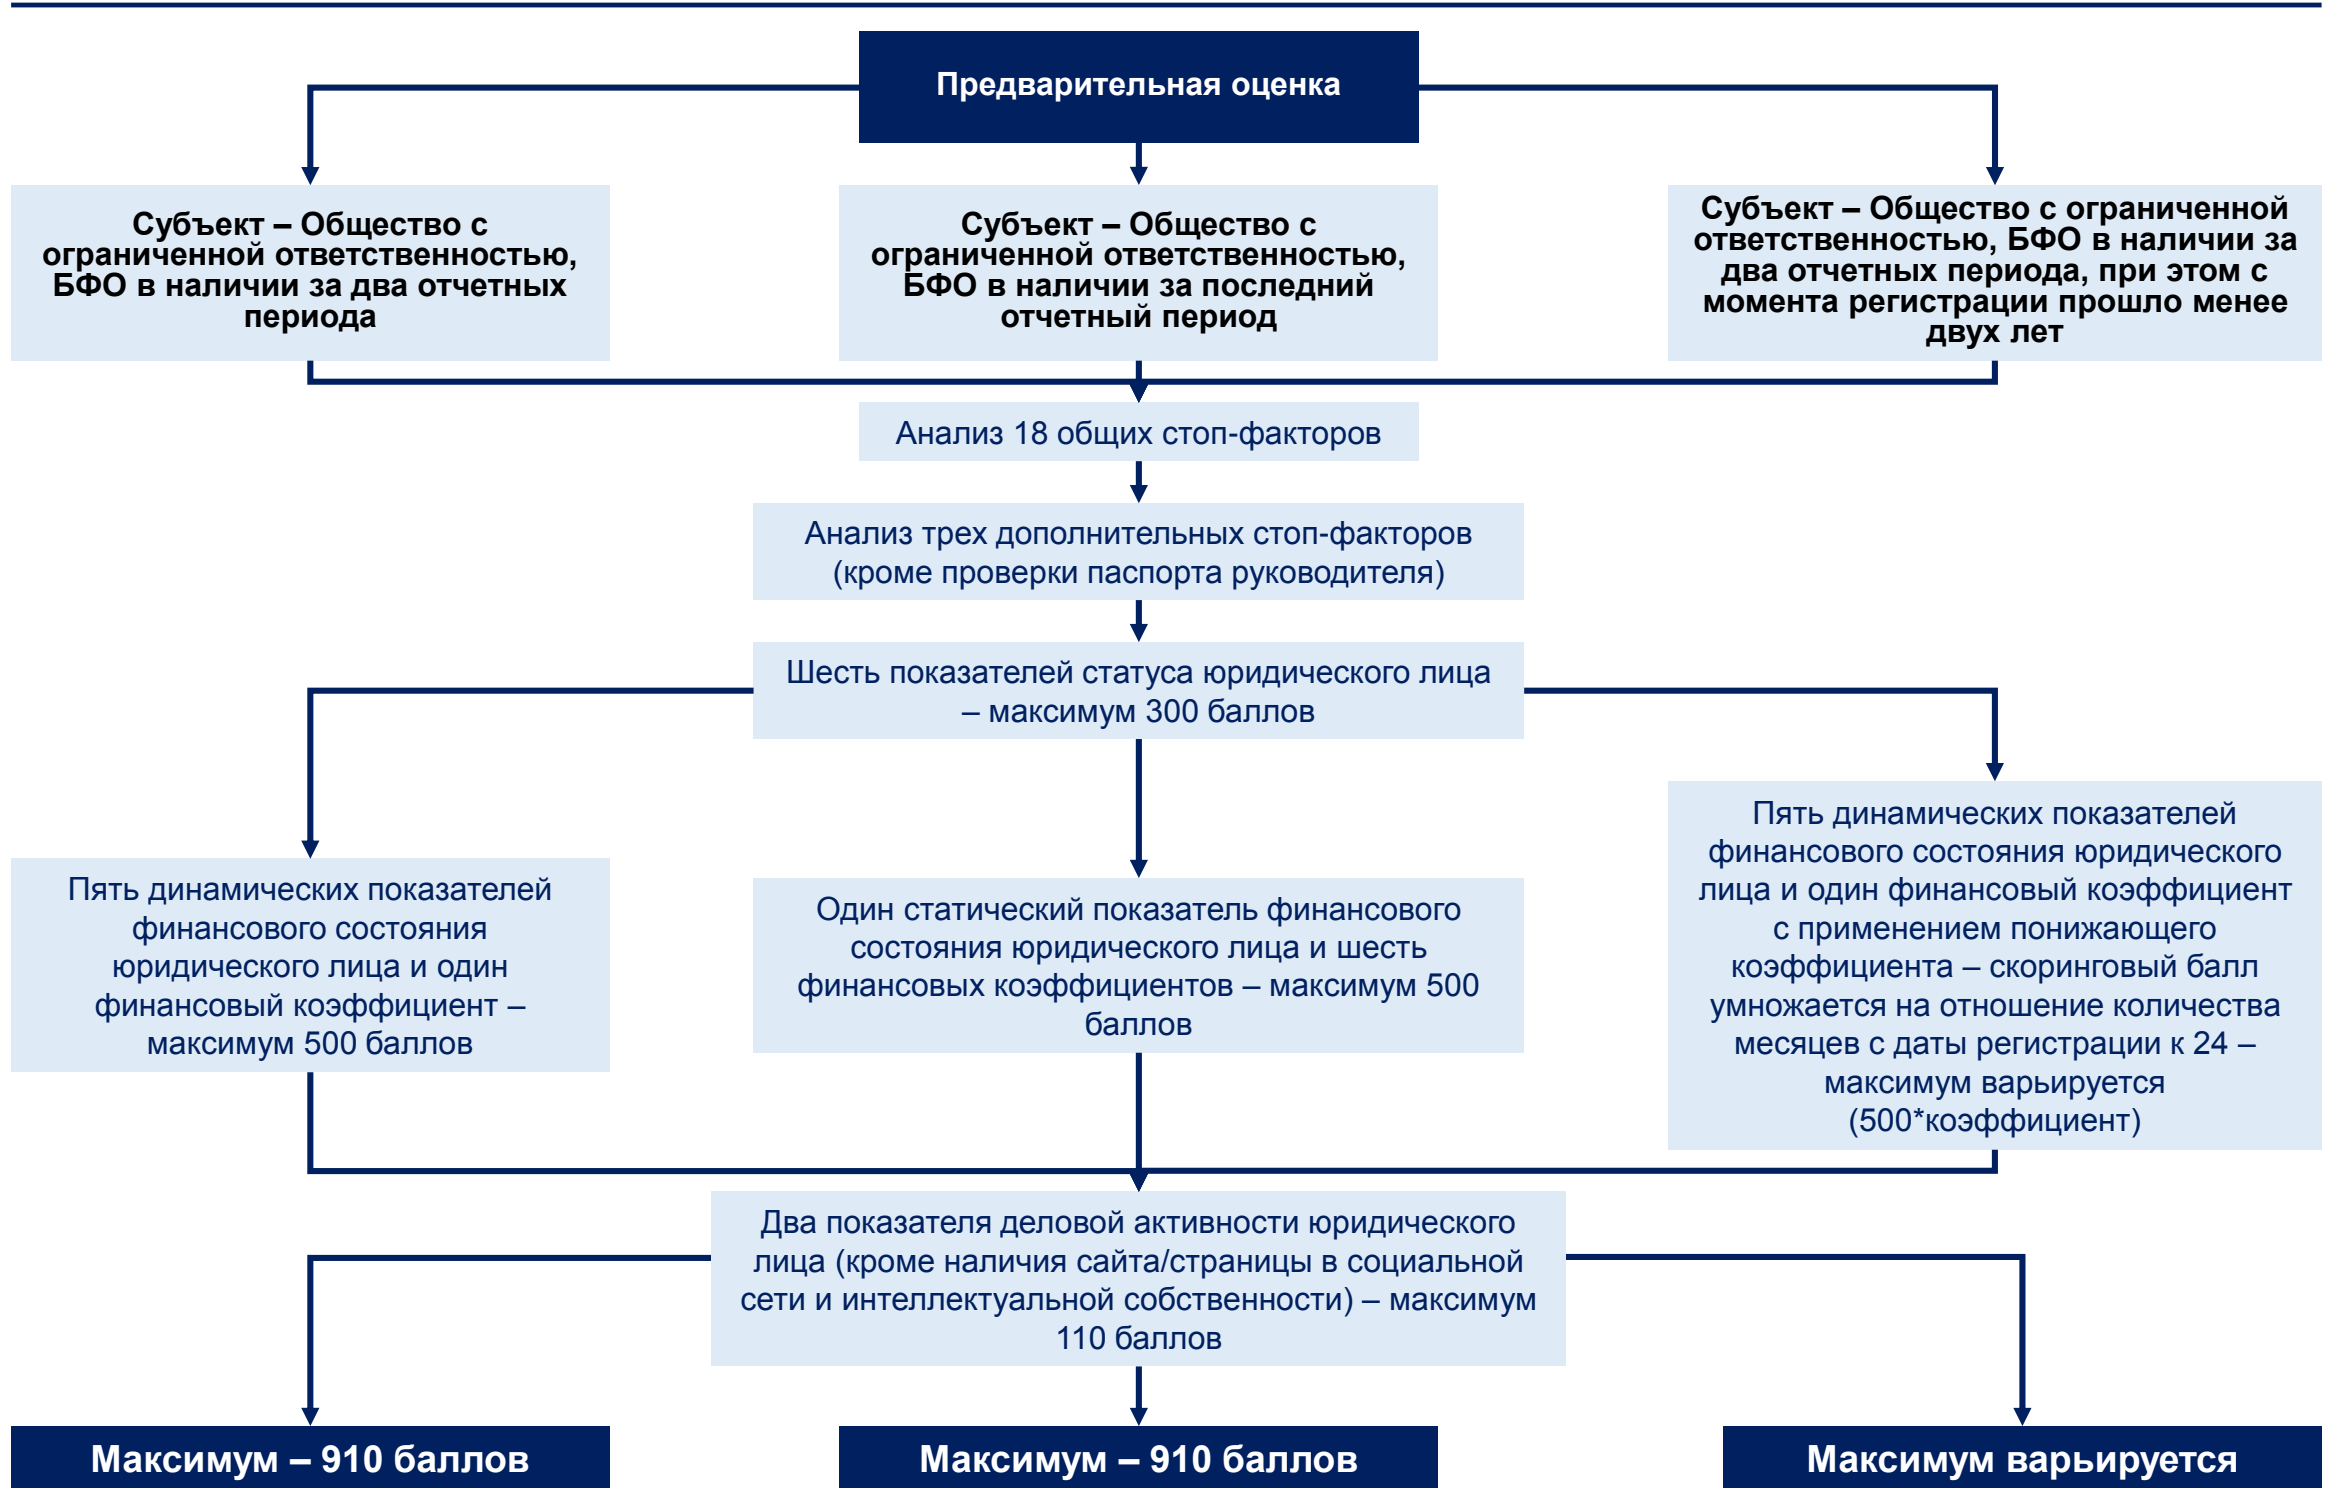 Предварительная оценка
Субъект – Общество с
ограниченной ответственностью,
БФО в наличии за два отчетных
периода
Субъект – Общество с
ограниченной ответственностью,
БФО в наличии за последний
отчетный период
Субъект – Общество с ограниченной
ответственностью, БФО в наличии за
два отчетных периода, при этом с
момента регистрации прошло менее
двух лет
Анализ 18 общих стоп-факторов
Анализ трех дополнительных стоп-факторов
(кроме проверки паспорта руководителя)
Шесть показателей статуса юридического лица
– максимум 300 баллов
Пять динамических показателей
финансового состояния
юридического лица и один
финансовый коэффициент –
максимум 500 баллов
Один статический показатель финансового
состояния юридического лица и шесть
финансовых коэффициентов – максимум 500
баллов
Пять динамических показателей
финансового состояния юридического
лица и один финансовый коэффициент
с применением понижающего
коэффициента – скоринговый балл
умножается на отношение количества
месяцев с даты регистрации к 24 –
максимум варьируется
(500*коэффициент)
Два показателя деловой активности юридического
лица (кроме наличия сайта/страницы в социальной
сети и интеллектуальной собственности) – максимум
110 баллов
Максимум – 910 баллов
Максимум – 910 баллов
Максимум варьируется